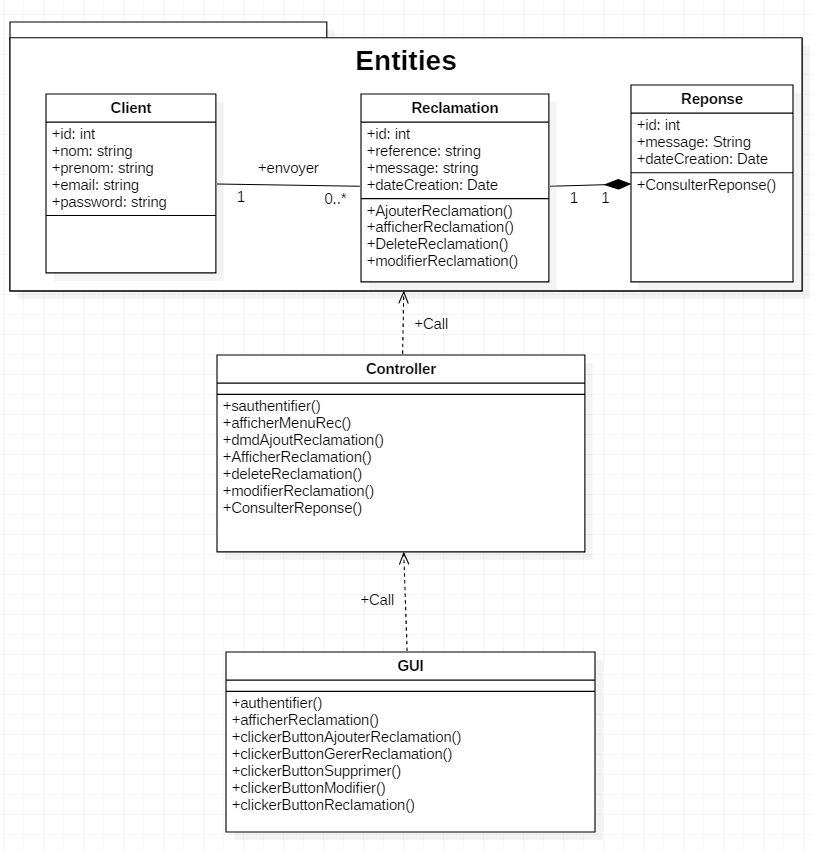 Entities
Client
+id: int
+nom: string
+prenom: string
+email: string
+password: string
+envoyer
1
0..*
Reclamation
+id: int
+reference: string
+message: string
+dateCreation: Date
+AjouterReclamation()
+afficherReclamation()
+DeleteReclamation()
+modifierReclamation()
1
1
Reponse
+id: int
+message: String
+dateCreation: Date
+ConsulterReponse()
+Call
Controller
+sauthentifier()
+afficherMenuRec()
+dmdAjoutReclamation()
+AfficherReclamation()
+deleteReclamation()
+modifierReclamation()
+ConsulterReponse()
+Call
GUI
+authentifier()
+afficherReclamation()
+clickerButtonAjouterReclamation()
+clickerButtonGererReclamation()
+clickerButtonSupprimer()
+clickerButtonModifier()
+clickerButtonReclamation()